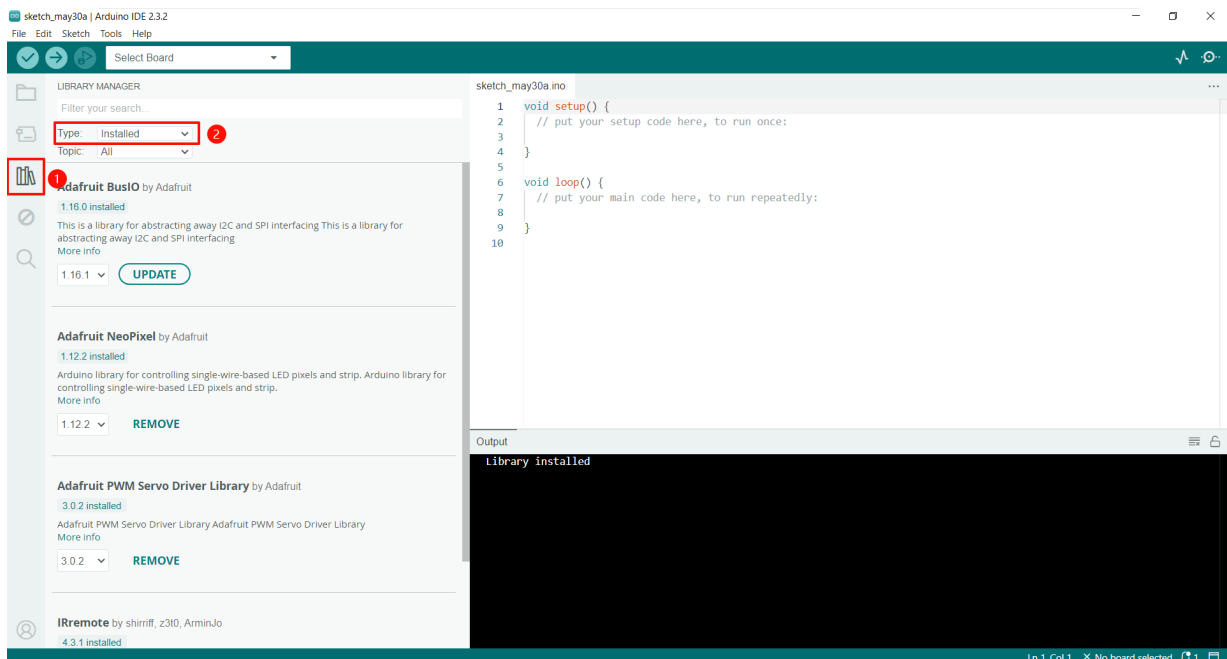 sketch_may30a | Arduino IDE 2.3.2
File Edit Sketch Tools Help
Select Board
LIBRARY MANAGER
Filter your search...
Type: Installed
2
Topic: All
1
Adafruit BusIO by Adafruit
1.16.0 installed
This is a library for abstracting away I2C and SPI interfacing This is a library for
abstracting away I2C and SPI interfacing
More info
1.16.1 UPDATE
Adafruit NeoPixel by Adafruit
1.12.2 installed
Arduino library for controlling single-wire-based LED pixels and strip. Arduino library for
controlling single-wire-based LED pixels and strip.
More info
1.12.2 REMOVE
Adafruit PWM Servo Driver Library by Adafruit
3.0.2 installed
Adafruit PWM Servo Driver Library Adafruit PWM Servo Driver Library
More info
3.0.2 REMOVE
IRremote by shirriff, z3t0, ArminJo
4.3.1 installed
sketch_may30a.ino
...
1 void setup() {
2 // put your setup code here, to run once:
3
4 }
5
6 void loop() {
7 // put your main code here, to run repeatedly:
8
9 }
10
Output
Library installed
Ln 1, Col 1 X No board selected 1